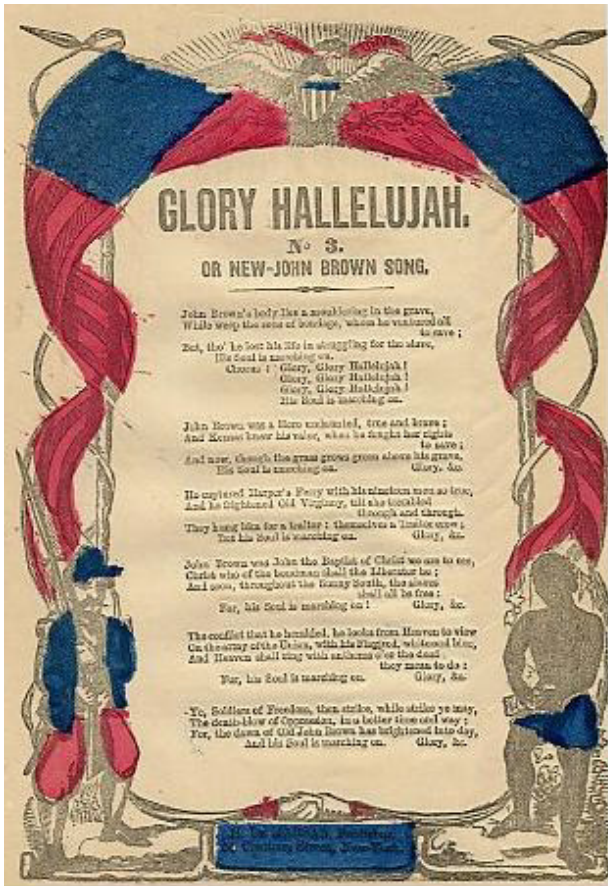 GLORY HALLELUJAH.
No 3.
OR NEW-JOHN BROWN SONG.
John Brown's body lies a mouldering in the grave,
While weep the sons of bondage, whom he ventured all
to save ;
But, tho' he lost his life in struggling for the slave,
His Soul is marching on.
Chorus : Glory, Glory Hallelujah !
Glory, Glory Hallelujah !
Glory, Glory Hallelujah !
His Soul is marching on.
John Brown was a Hero undaunted, true and brave ;
And Kansas knew his valor, when he fought her rights
to save ;
And now, though the grass grows green above his grave,
His Soul is marching on. Glory, &c.
He captured Harper's Ferry with his nineteen men so true,
And he frightened Old Virginny, till she trembled
through and through.
They hung him for a traitor : themselves a traitor crew ;
But his Soul is marching on. Glory, &c.
John Brown was John the Baptist of Christ we are to see,
Christ who of the bondman shall the Liberator be ;
And soon, throughout the Sunny South, the slaves
shall all be free :
For, his Soul is marching on ! Glory, &c.
The conflict that he heralded, he looks from Heaven to view
On the army of the Union, with his Flag red, white and blue,
And Heaven shall ring with anthems o'er the deed
they mean to do :
For, his Soul is marching on. Glory, &c.
Ye, Soldiers of Freedom, then strike, while strike ye may,
The death-blow of Oppression, in a better time and way ;
For, the dawn of Old John Brown has brightened into day,
And his Soul is marching on. Glory, &c.
Street, New-York.